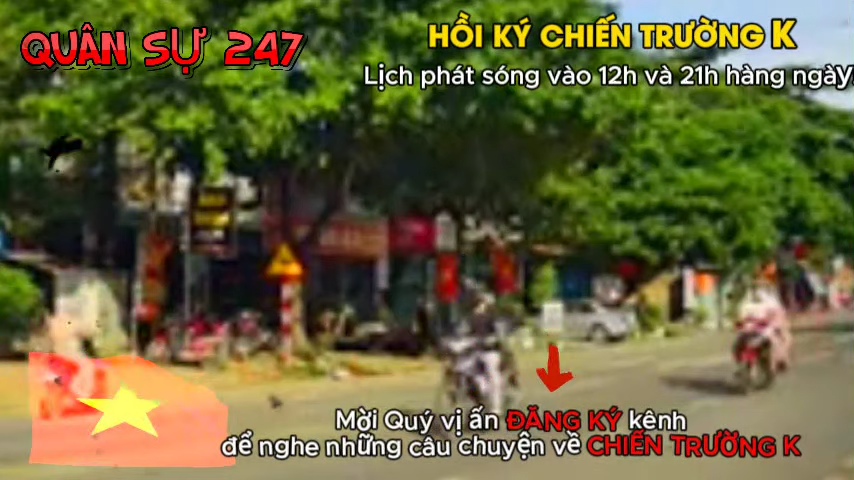 QUÂN SỰ 247
HỒI KÝ CHIẾN TRƯỜNG K
Lịch phát sóng vào 12h và 21h hàng ngày.
Mời Quý vị ấn ĐĂNG KÝ kênh
để nghe những câu chuyện về CHIẾN TRƯỜNG K